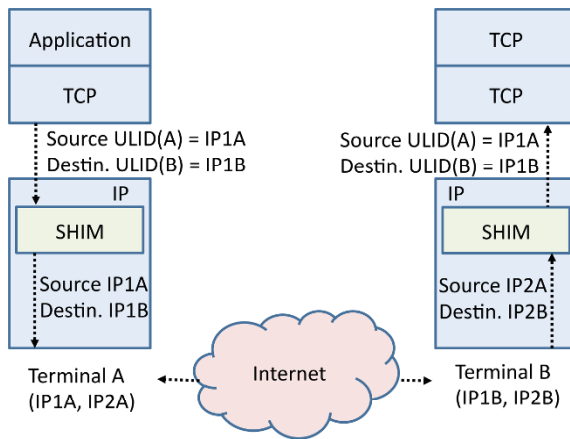 Application
TCP
Source ULID(A) = IP1A
Destin. ULID(B) = IP1B
IP
SHIM
Source IP1A
Destin. IP1B
Terminal A
(IP1A, IP2A)
Internet
TCP
TCP
Source ULID(A) = IP1A
Destin. ULID(B) = IP1B
IP
SHIM
Source IP2A
Destin. IP2B
Terminal B
(IP1B, IP2B)